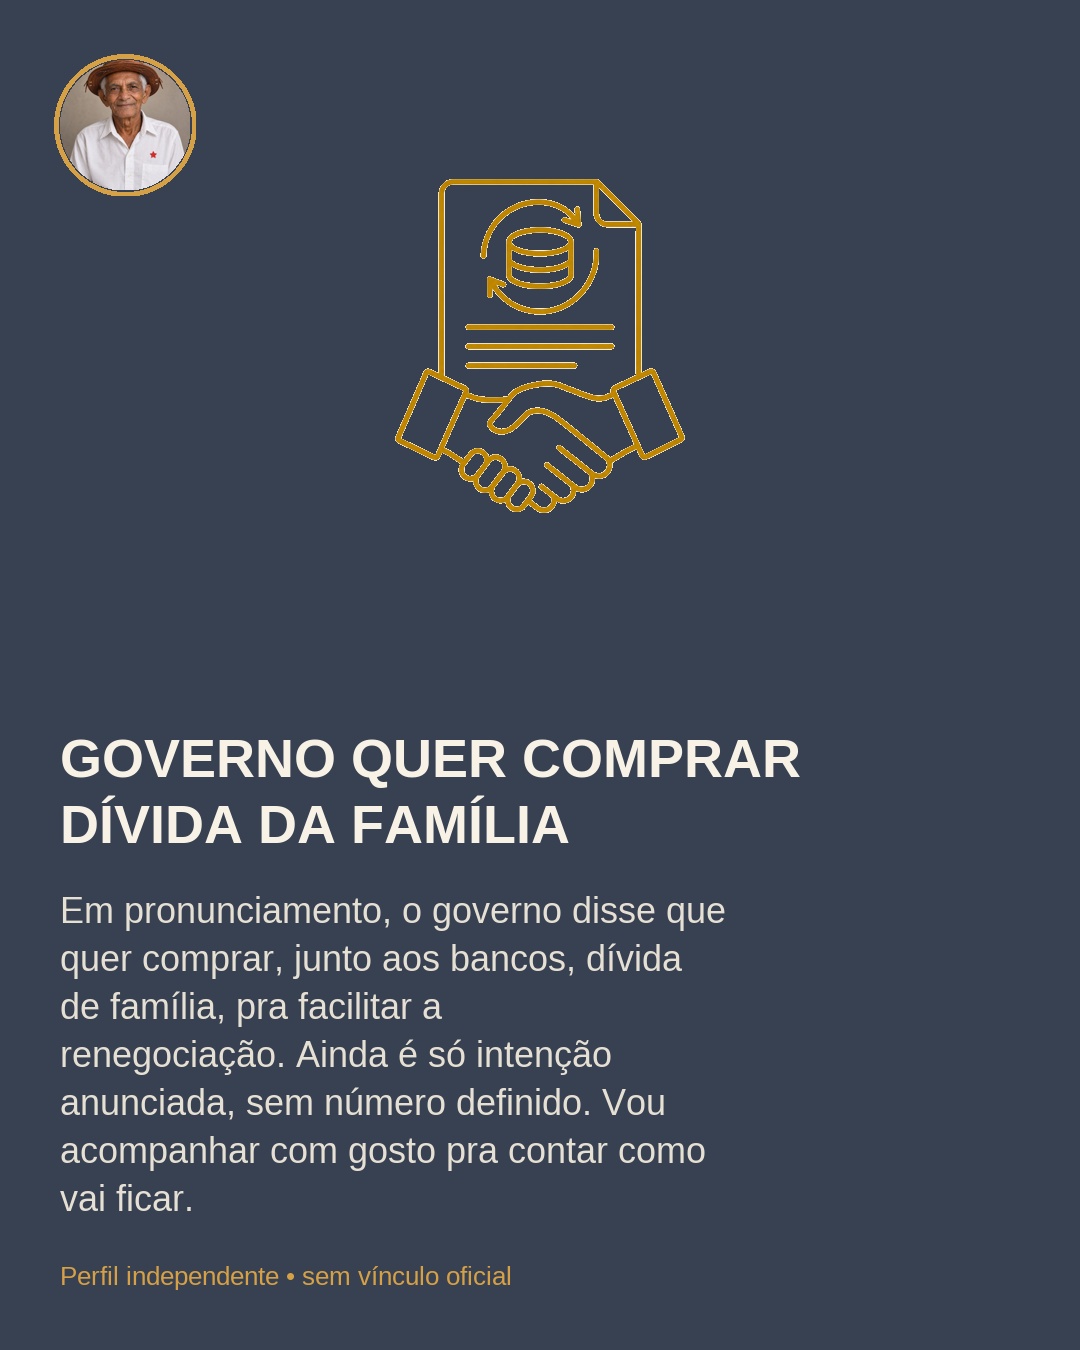 GOVERNO QUER COMPRAR
DÍVIDA DA FAMÍLIA
Em pronunciamento, o governo disse que
quer comprar, junto aos bancos, dívida
de família, pra facilitar a
renegociação. Ainda é só intenção
anunciada, sem número definido. Vou
acompanhar com gosto pra contar como
vai ficar.
Perfil independente • sem vínculo oficial